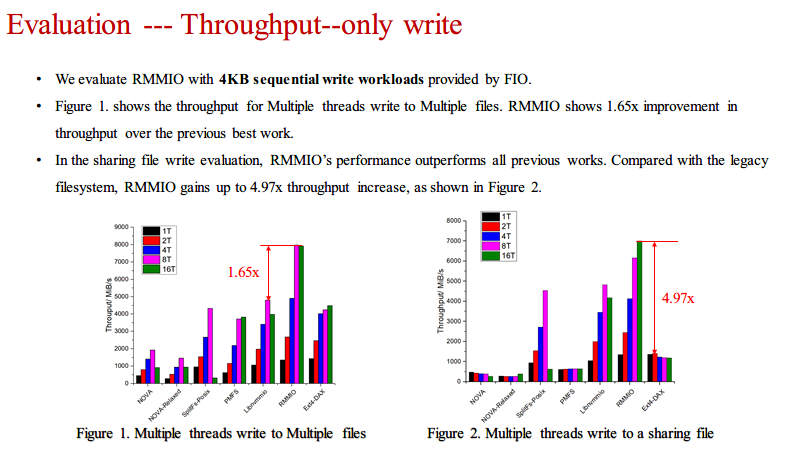 Evaluation --- Throughput--only write
• We evaluate RMMIO with 4KB sequential write workloads provided by FIO.
• Figure 1. shows the throughput for Multiple threads write to Multiple files. RMMIO shows 1.65x improvement in
throughput over the previous best work.
• In the sharing file write evaluation, RMMIO's performance outperforms all previous works. Compared with the legacy
filesystem, RMMIO gains up to 4.97x throughput increase, as shown in Figure 2.
Throuput/ MiB/s
9000
8000
7000
6000
5000
4000
3000
2000
1000
0
1T
2T
4T
8T
16T
1.65x
NOVA
NOVA-Relaxed
SplitFs-Posix
PMFS
Libnvmmio
RMMIO
Ext4-DAX
Figure 1. Multiple threads write to Multiple files
Throughput/ MiB/s
8000
7000
6000
5000
4000
3000
2000
1000
0
1T
2T
4T
8T
16T
4.97x
NOVA
NOVA-Relaxed
SplitFs-Posix
PMFS
Libnvmmio
RMMIO
Ext4-DAX
Figure 2. Multiple threads write to a sharing file